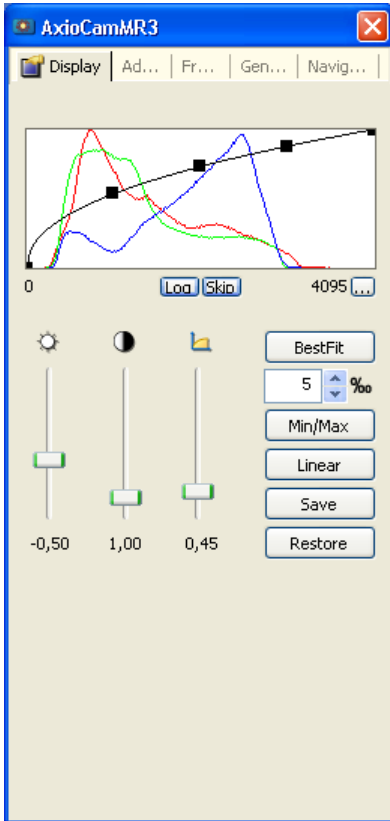 AxioCamMR3
Display Ad... Fr... Gen... Navig...
0 Log Skip 4095 ...
BestFit
5 ‰
Min/Max
Linear
Save
-0,50 1,00 0,45 Restore